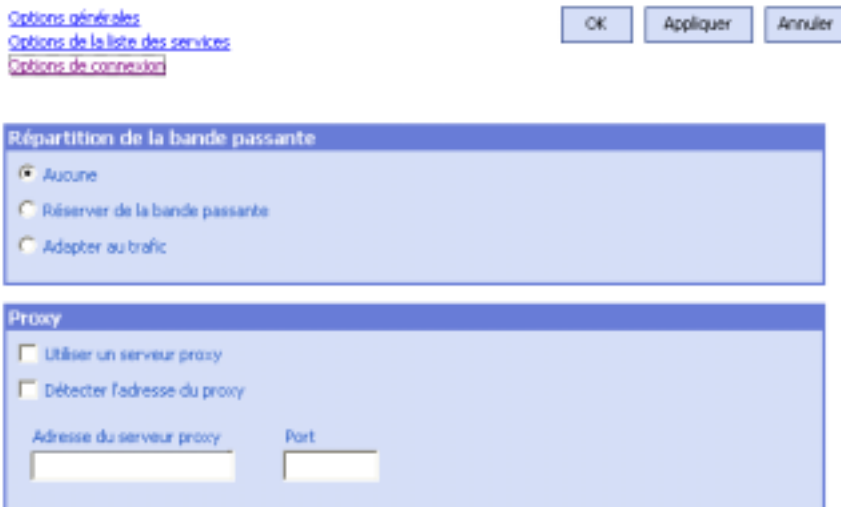 Options générales
Options de la liste des services
Options de connexion
OK
Appliquer
Annuler
Répartition de la bande passante
Aucune
Réserver de la bande passante
Adapter au trafic
Proxy
Utiliser un serveur proxy
Détecter l'adresse du proxy
Adresse du serveur proxy
Port